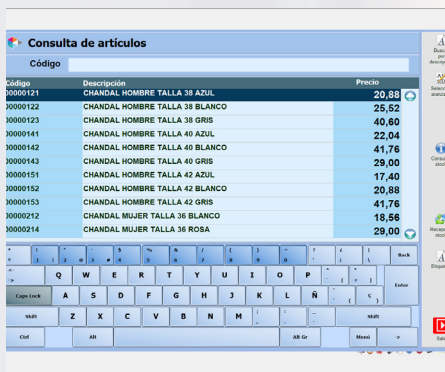 Consulta de artículos
Código
Código Descripción Precio
00000121 CHANDAL HOMBRE TALLA 38 AZUL 20,88
00000122 CHANDAL HOMBRE TALLA 38 BLANCO 25,52
00000123 CHANDAL HOMBRE TALLA 38 GRIS 40,60
00000141 CHANDAL HOMBRE TALLA 40 AZUL 22,04
00000142 CHANDAL HOMBRE TALLA 40 BLANCO 41,76
00000143 CHANDAL HOMBRE TALLA 40 GRIS 29,00
00000151 CHANDAL HOMBRE TALLA 42 AZUL 17,40
00000152 CHANDAL HOMBRE TALLA 42 BLANCO 20,88
00000153 CHANDAL HOMBRE TALLA 42 GRIS 41,76
00000212 CHANDAL MUJER TALLA 36 BLANCO 18,56
00000214 CHANDAL MUJER TALLA 36 ROSA 29,00
Back
Q W E R T Y U I O P
Enter
Caps Lock A S D F G H J K L Ñ
Shift Z X C V B N M Shift
Ctrl Alt Alt Gr Menú